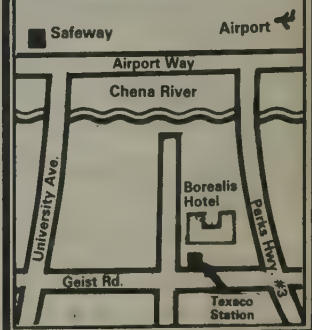 Safeway
Airport
Airport Way
Chena River
University Ave.
Borealis
Hotel
Parks Hwy. #3
Geist Rd.
Texaco
Station